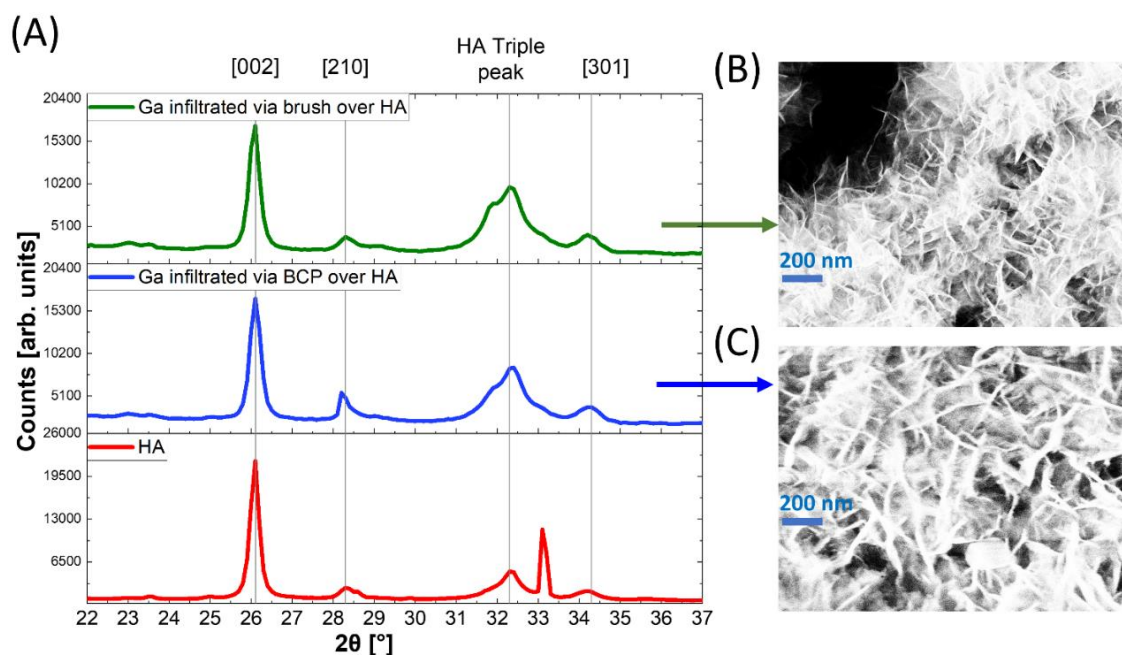 (A)
[002]
[210]
HA Triple
peak
[301]
Ga infiltrated via brush over HA
20400
15300
10200
5100
Ga infiltrated via BCP over HA
20400
15300
10200
5100
HA
26000
19500
13000
6500
Counts [arb. units]
22 23 24 25 26 27 28 29 30 31 32 33 34 35 36 37
2θ [°]
(B)
200 nm
(C)
200 nm